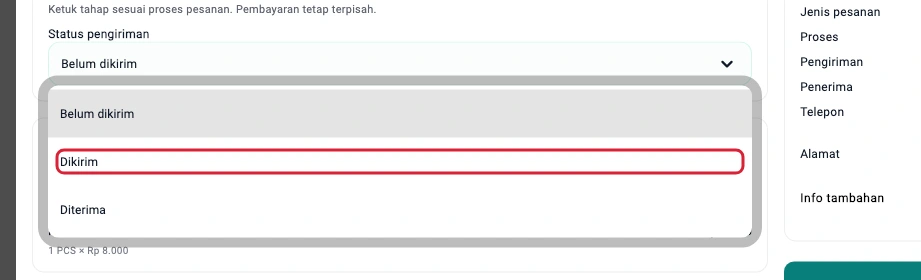 Ketuk tahap sesuai proses pesanan. Pembayaran tetap terpisah.
Status pengiriman
Belum dikirim
Belum dikirim
Dikirim
Diterima
1 PCS × Rp 8.000
Jenis pesanan
Proses
Pengiriman
Penerima
Telepon
Alamat
Info tambahan